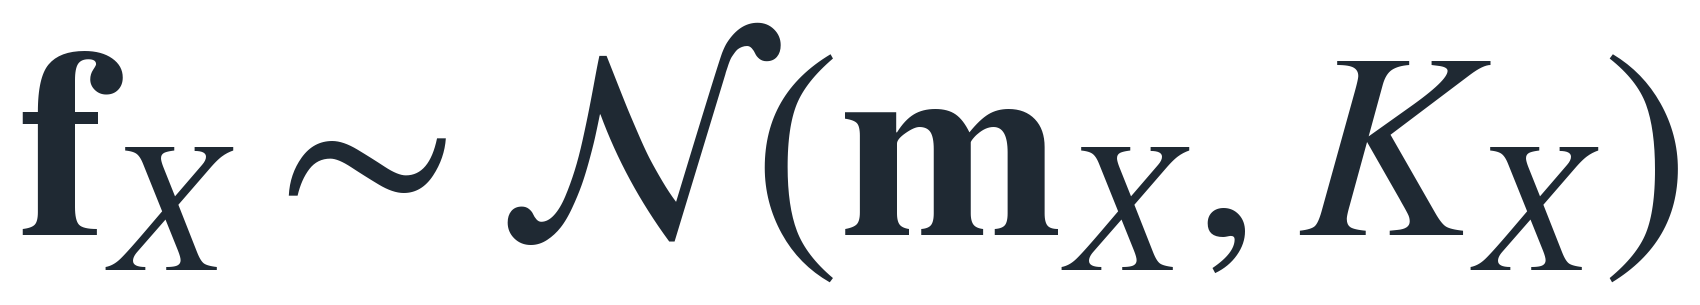 𝐟_X ∼ 𝒩(𝐦_X, K_X)